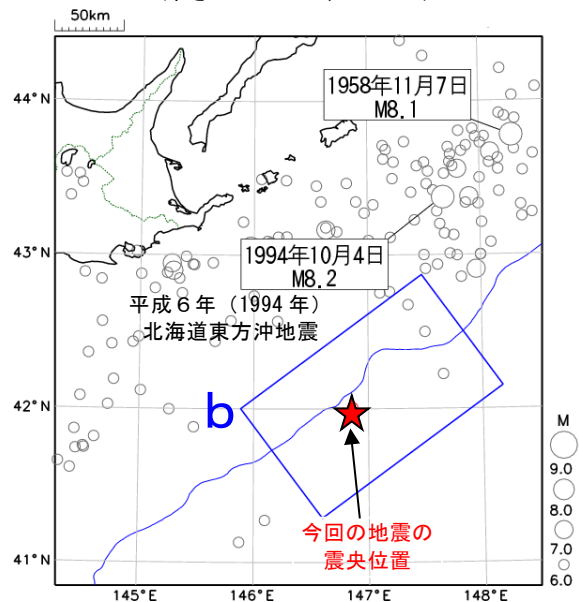 50km
44°N
43°N
42°N
41°N
145°E
146°E
147°E
148°E
1958年11月7日
M8.1
1994年10月4日
M8.2
平成6年（1994年）
北海道東方沖地震
b
今回の地震の
震央位置
M
9.0
8.0
7.0
6.0